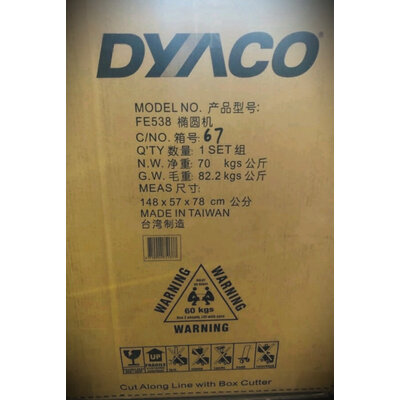 DYACO
MODEL NO. 产品型号:
FE538 椭圆机
C/NO. 箱号: 67
Q'TY 数量: 1 SET 组
N.W. 净重: 70 kgs 公斤
G.W. 毛重: 82.2 kgs 公斤
MEAS 尺寸:
148 x 57 x 78 cm 公分
MADE IN TAIWAN
台湾制造
WARNING
WARNING
60 kgs
WARNING
UP
FRAGILE
Cut Along Line with Box Cutter